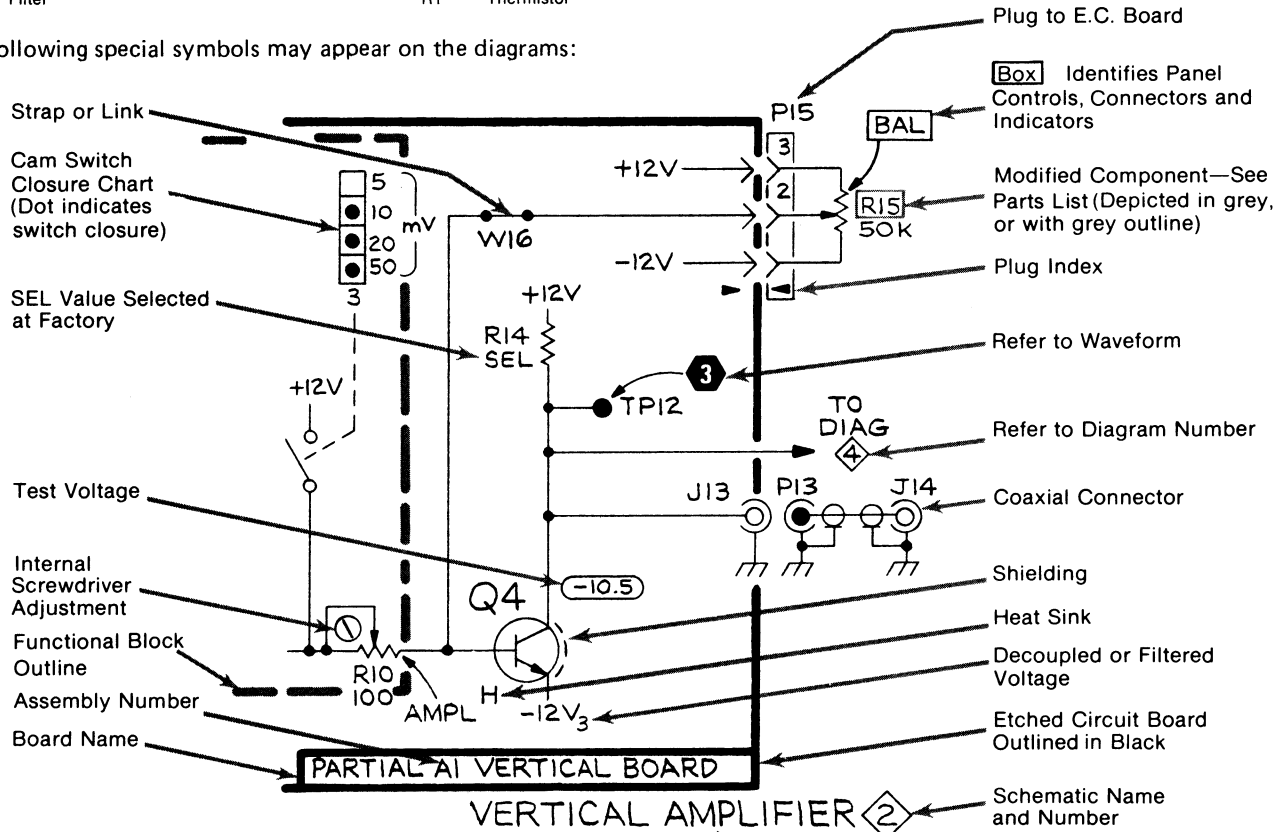 Filter
RT Thermistor
ollowing special symbols may appear on the diagrams:
Plug to E.C. Board
Box Identifies Panel
Controls, Connectors and
Indicators
Modified Component—See
Parts List (Depicted in grey,
or with grey outline)
Plug Index
Refer to Waveform
Refer to Diagram Number
Coaxial Connector
Shielding
Heat Sink
Decoupled or Filtered
Voltage
Etched Circuit Board
Outlined in Black
Schematic Name
and Number
Strap or Link
Cam Switch
Closure Chart
(Dot indicates
switch closure)
SEL Value Selected
at Factory
Test Voltage
Internal
Screwdriver
Adjustment
Functional Block
Outline
Assembly Number
Board Name
5
10
20
50
mV
3
+12V
W16
+12V
-12V
P15
3
2
BAL
R15
50K
+12V
R14
SEL
3
TP12
TO
DIAG
4
J13
P13
J14
-10.5
Q4
R10
100
AMPL
H
-12V3
PARTIAL A1 VERTICAL BOARD
VERTICAL AMPLIFIER 2